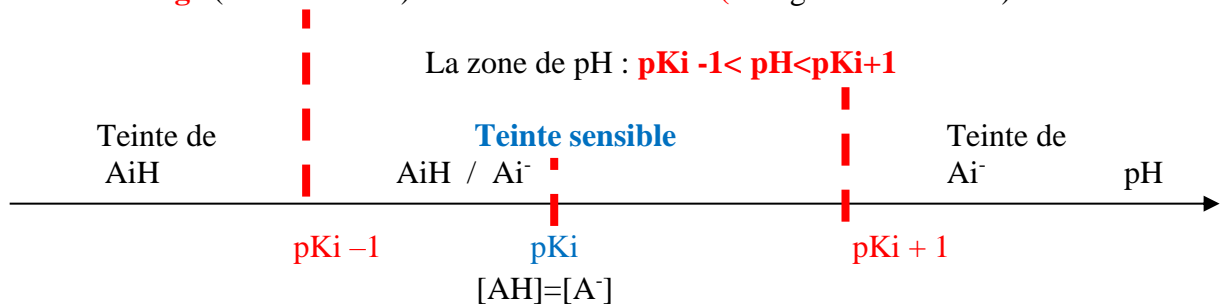 La zone de pH : pKi -1< pH<pKi+1
Teinte de Teinte sensible Teinte de
AiH AiH / Ai⁻ Ai⁻ pH
pKi –1 pKi pKi + 1
[AH]=[A⁻]